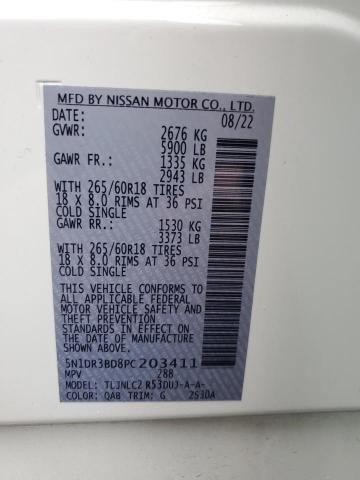 MFD BY NISSAN MOTOR CO., LTD.
DATE: 08/22
GVWR: 2676 KG
5900 LB
GAWR FR.: 1335 KG
2943 LB
WITH 265/60R18 TIRES
18 X 8.0 RIMS AT 36 PSI
COLD SINGLE
GAWR RR.: 1530 KG
3373 LB
WITH 265/60R18 TIRES
18 X 8.0 RIMS AT 36 PSI
COLD SINGLE
THIS VEHICLE CONFORMS TO
ALL APPLICABLE FEDERAL
MOTOR VEHICLE SAFETY AND
STANDARDS IN EFFECT ON
THE DATE OF MANUFACTURE
SHOWN ABOVE.
5N1DR3BD8PC203411
MPV 288
MODEL: TLJNLC2 R53DUJ-A-A-
COLOR: QAB TRIM: G